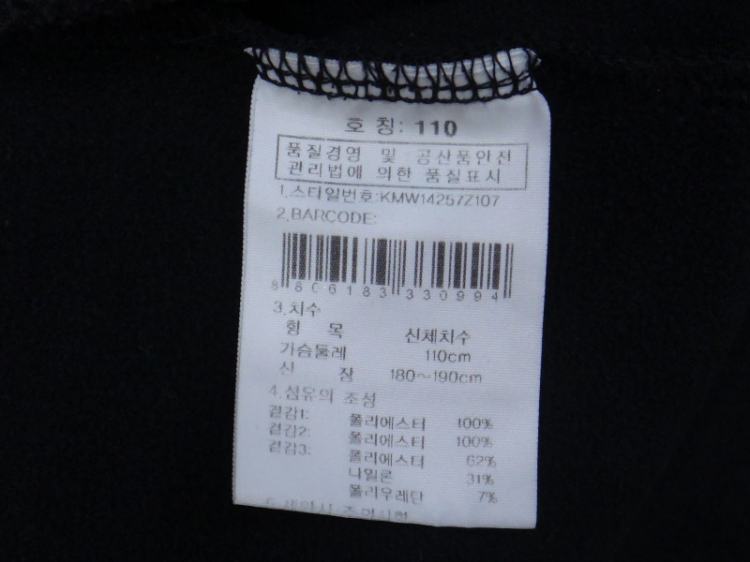 호 칭: 110
품질경영 및 공산품안전
관리법에 의한 품질표시
1.스타일번호:KMW14257Z107
2.BARCODE:
8 806183 330994
3.치수
항 목 신체치수
가슴둘레 110cm
신 장 180~190cm
4.섬유의 조성
겉감1: 폴리에스터 100%
겉감2: 폴리에스터 100%
겉감3: 폴리에스터 62%
나일론 31%
폴리우레단 7%